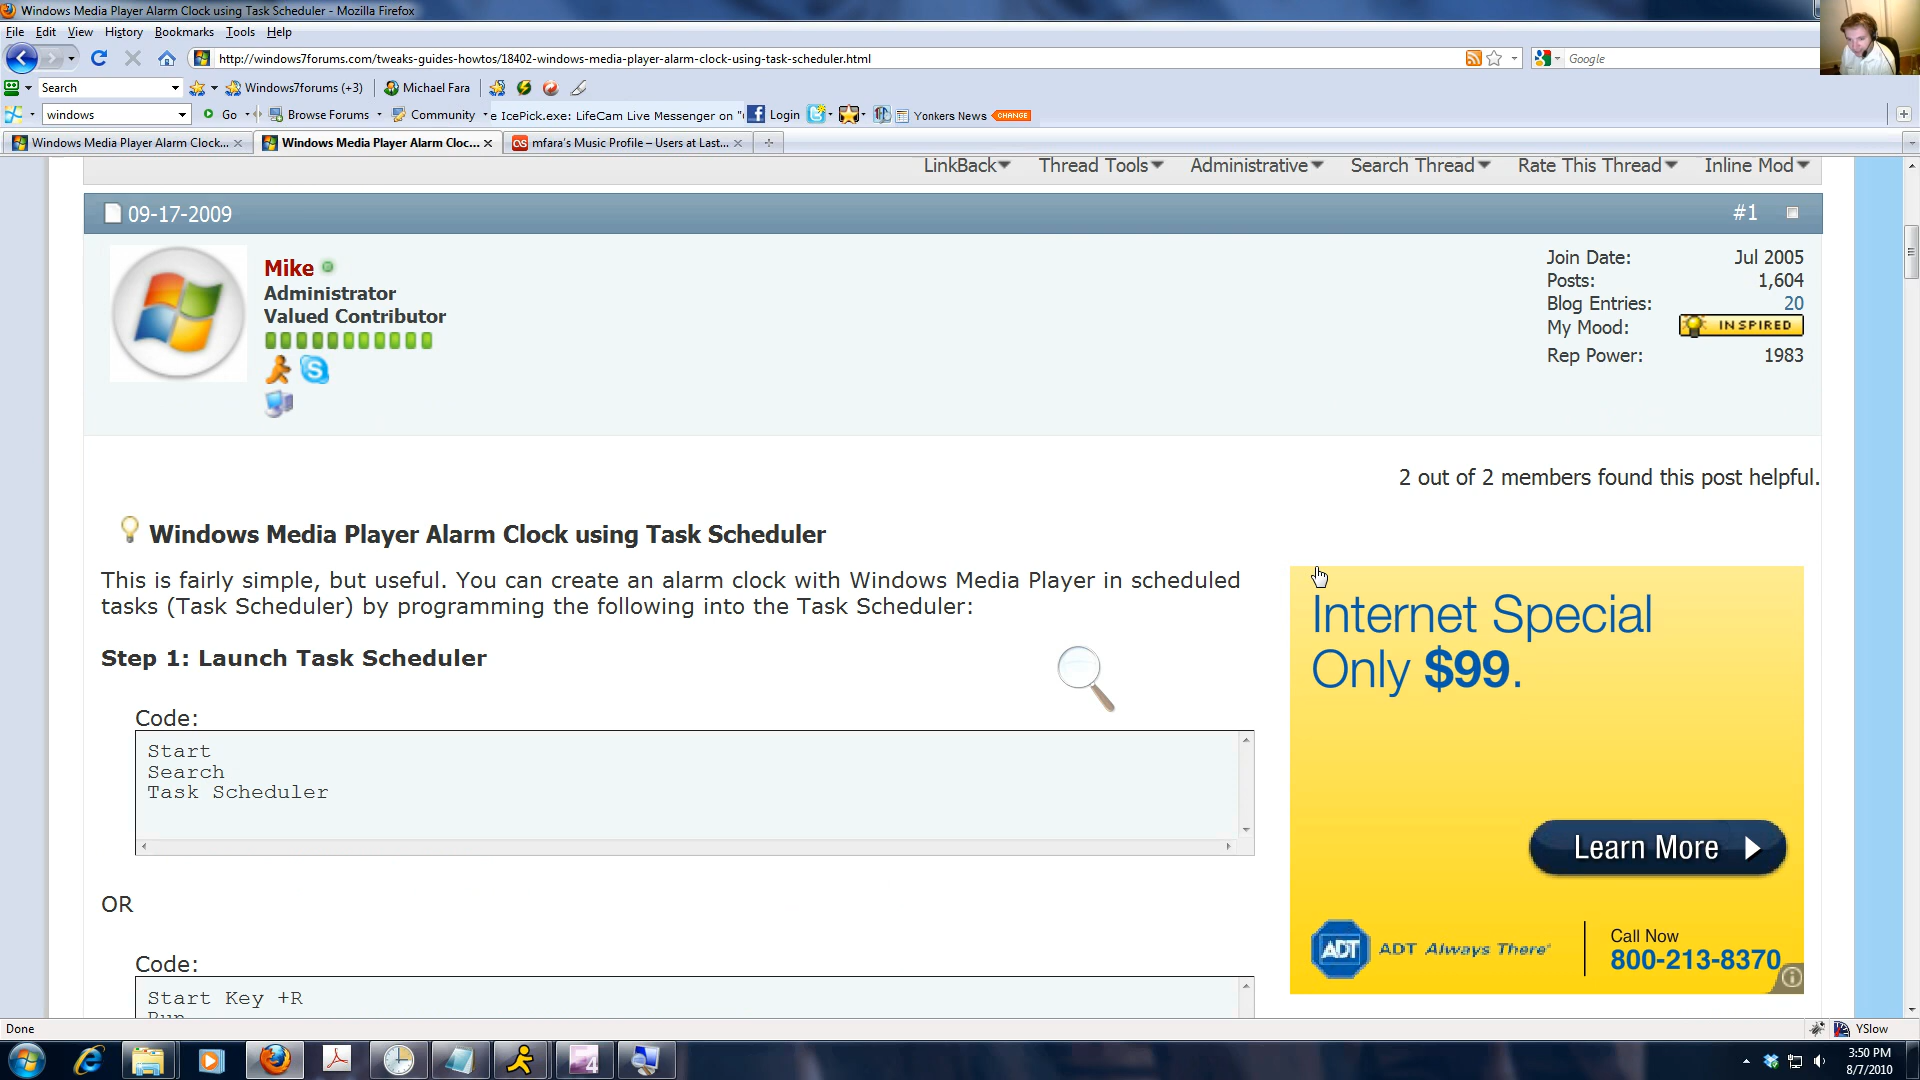 Windows Media Player Alarm Clock using Task Scheduler - Mozilla Firefox
File Edit View History Bookmarks Tools Help
http://windows7forums.com/tweaks-guides-howtos/18402-windows-media-player-alarm-clock-using-task-scheduler.html
Google
Search Windows7forums (+3) Michael Fara
windows Go Browse Forums Community e IcePick.exe: LifeCam Live Messenger on "( Login Yonkers News CHANGE
Windows Media Player Alarm Clock... Windows Media Player Alarm Cloc... mfara's Music Profile – Users at Last...
LinkBack Thread Tools Administrative Search Thread Rate This Thread Inline Mod
09-17-2009 #1
Mike
Administrator
Valued Contributor
Join Date: Jul 2005
Posts: 1,604
Blog Entries: 20
My Mood: INSPIRED
Rep Power: 1983
2 out of 2 members found this post helpful.
Windows Media Player Alarm Clock using Task Scheduler
This is fairly simple, but useful. You can create an alarm clock with Windows Media Player in scheduled
tasks (Task Scheduler) by programming the following into the Task Scheduler:
Step 1: Launch Task Scheduler
Code:
Start
Search
Task Scheduler
OR
Code:
Start Key +R
Internet Special
Only $99.
Learn More
ADT ADT Always There®
Call Now
800-213-8370
Done YSlow
3:50 PM
8/7/2010